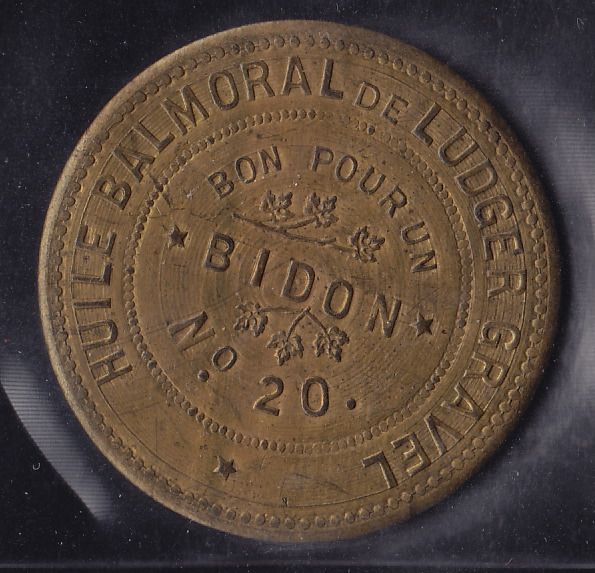 HUILE BALMORAL DE LUDGER GRAVEL
BON POUR UN
BIDON
No. 20.